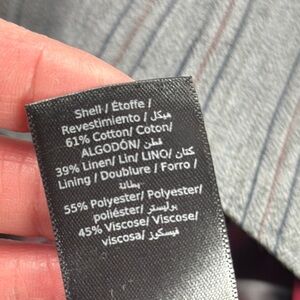 Shell / Étoffe /
Revestimiento / هيكل /
61% Cotton/ Coton/
ALGODÓN/ قطن
39% Linen/ Lin/ LINO/ كتان /
Lining / Doublure / Forro /
بطانة
55% Polyester/ Polyester/
poliéster/ بوليستر /
45% Viscose/ Viscose/
viscosa/ فيسكوز /